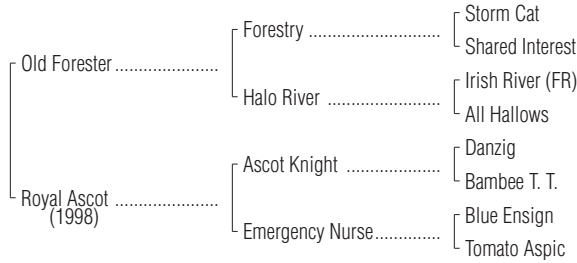 Storm Cat
Forestry ........................................
Shared Interest
Old Forester ........................
Irish River (FR)
Halo River ..................................
All Hallows
Danzig
Ascot Knight ............................
Bambee T. T.
Royal Ascot ........................
(1998)
Blue Ensign
Emergency Nurse...................
Tomato Aspic